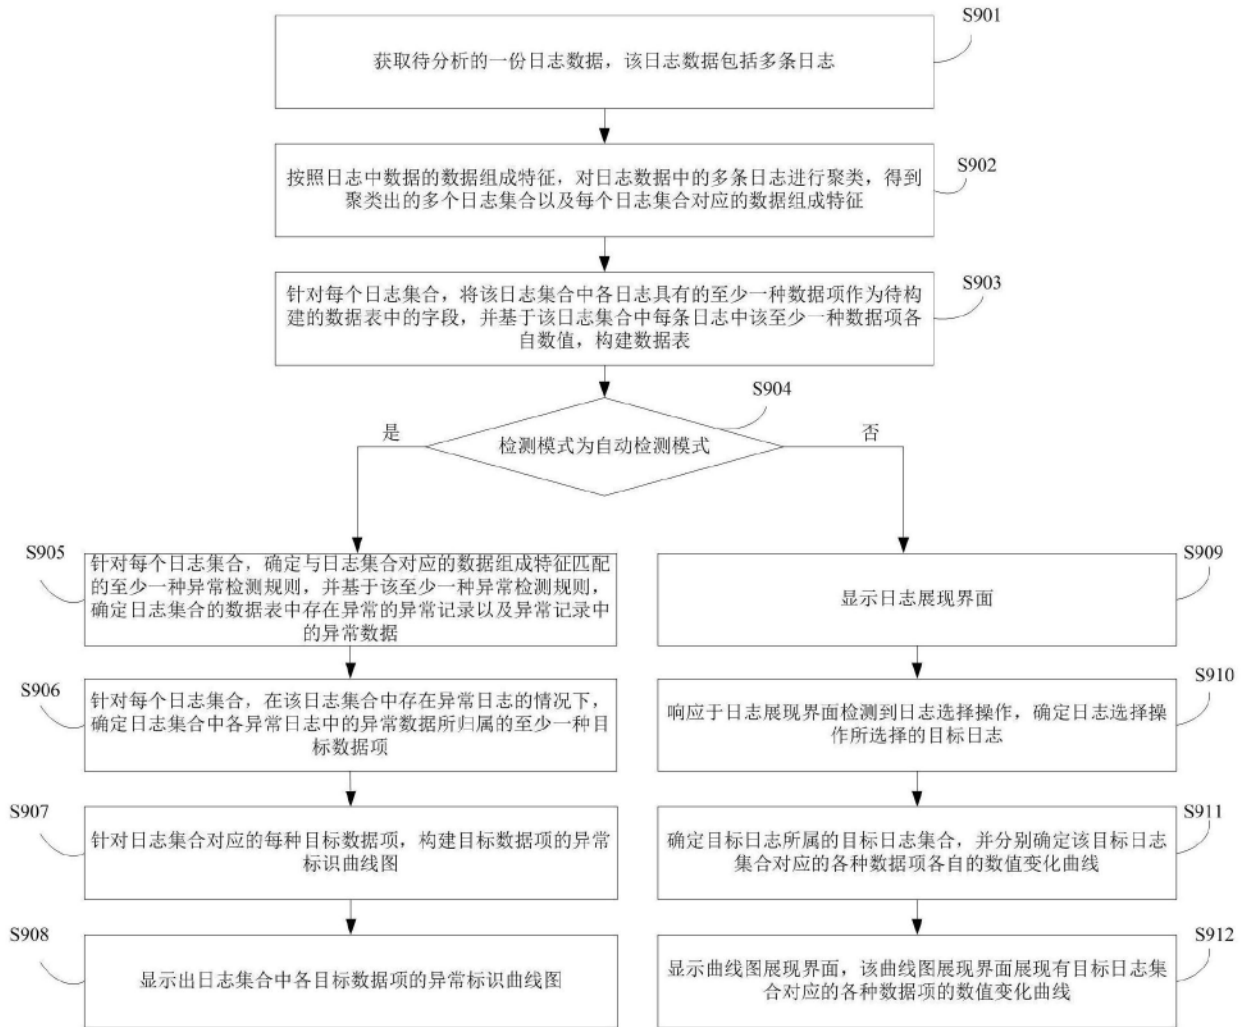 S901
获取待分析的一份日志数据，该日志数据包括多条日志
S902
按照日志中数据的数据组成特征，对日志数据中的多条日志进行聚类，得到
聚类出的多个日志集合以及每个日志集合对应的数据组成特征
S903
针对每个日志集合，将该日志集合中各日志具有的至少一种数据项作为待构
建的数据表中的字段，并基于该日志集合中每条日志中该至少一种数据项各
自数值，构建数据表
S904
检测模式为自动检测模式
是
否
S905
针对每个日志集合，确定与日志集合对应的数据组成特征匹配
的至少一种异常检测规则，并基于该至少一种异常检测规则，
确定日志集合的数据表中存在异常的异常记录以及异常记录中
的异常数据
S906
针对每个日志集合，在该日志集合中存在异常日志的情况下，
确定日志集合中各异常日志中的异常数据所归属的至少一种目
标数据项
S907
针对日志集合对应的每种目标数据项，构建目标数据项的异常
标识曲线图
S908
显示出日志集合中各目标数据项的异常标识曲线图
S909
显示日志展现界面
S910
响应于日志展现界面检测到日志选择操作，确定日志选择操
作所选择的目标日志
S911
确定目标日志所属的目标日志集合，并分别确定该目标日志
集合对应的各种数据项各自的数值变化曲线
S912
显示曲线图展现界面，该曲线图展现界面展现有目标日志集
合对应的各种数据项的数值变化曲线